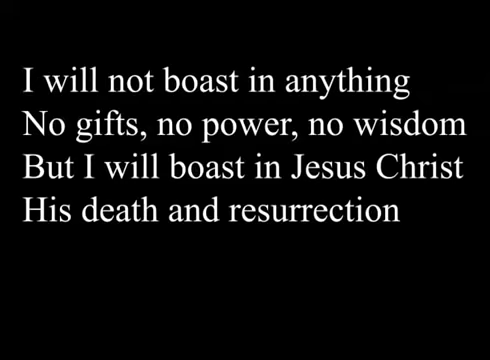 I will not boast in anything
No gifts, no power, no wisdom
But I will boast in Jesus Christ
His death and resurrection